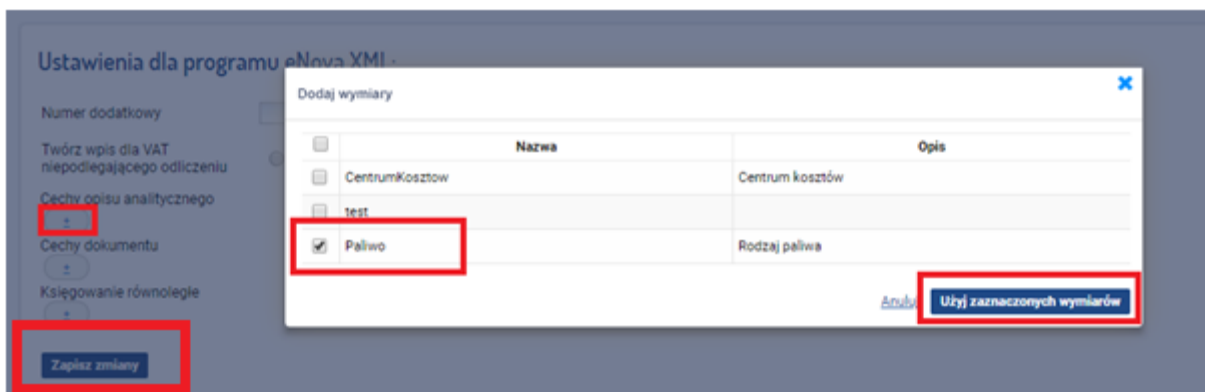 Ustawienia dla programu eNova XML:
Dodaj wymiary
Numer dodatkowy
Nazwa Opis
Twórz wpis dla VAT
niepodlegającego odliczeniu
CentrumKosztow Centrum kosztów
Cechy opisu analitycznego
test
Paliwo Rodzaj paliwa
Cechy dokumentu
Księgowanie równoległe
Użyj zaznaczonych wymiarów
Zapisz zmiany